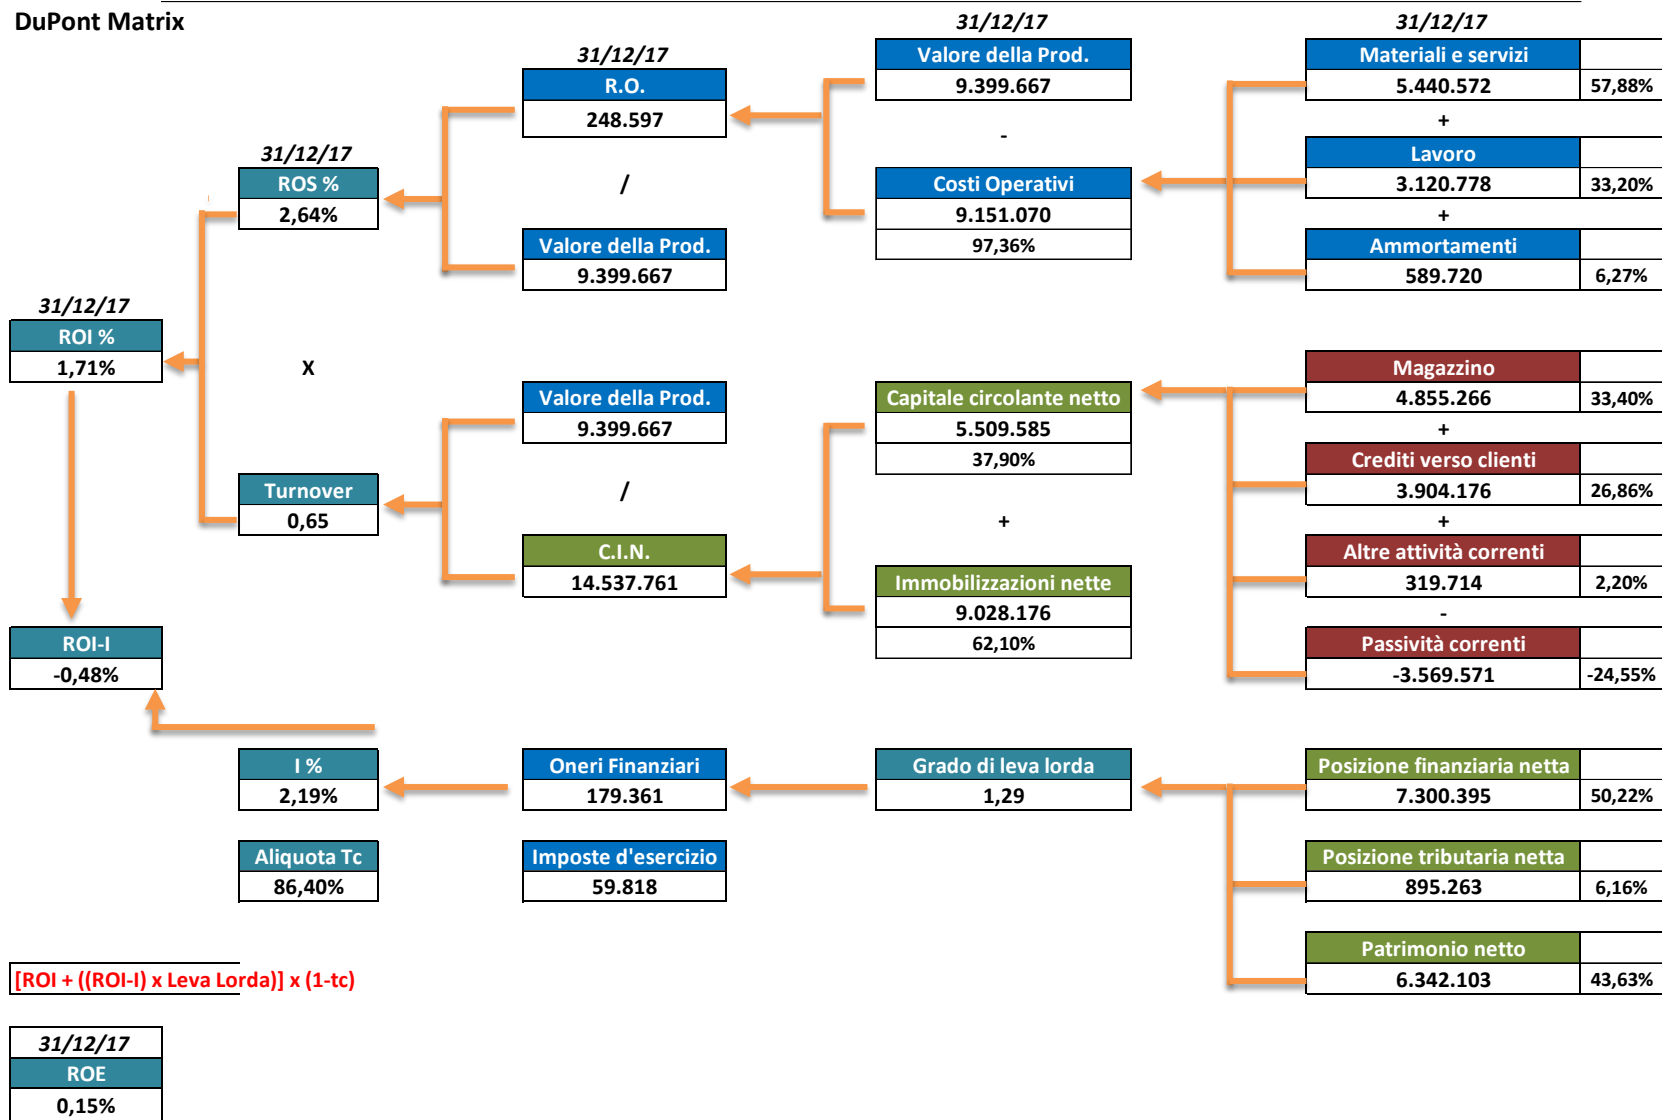 DuPont Matrix
31/12/17
ROI %
1,71%
ROI-I
-0,48%
31/12/17
ROS %
2,64%
X
Turnover
0,65
I %
2,19%
Aliquota Tc
86,40%
31/12/17
R.O.
248.597
/
Valore della Prod.
9.399.667
Valore della Prod.
9.399.667
/
C.I.N.
14.537.761
Oneri Finanziari
179.361
Imposte d'esercizio
59.818
31/12/17
Valore della Prod.
9.399.667
-
Costi Operativi
9.151.070
97,36%
Capitale circolante netto
5.509.585
37,90%
+
Immobilizzazioni nette
9.028.176
62,10%
Grado di leva lorda
1,29
31/12/17
Materiali e servizi
5.440.572 57,88%
+
Lavoro
3.120.778 33,20%
+
Ammortamenti
589.720 6,27%
Magazzino
4.855.266 33,40%
+
Crediti verso clienti
3.904.176 26,86%
+
Altre attività correnti
319.714 2,20%
-
Passività correnti
-3.569.571 -24,55%
Posizione finanziaria netta
7.300.395 50,22%
Posizione tributaria netta
895.263 6,16%
Patrimonio netto
6.342.103 43,63%
[ROI + ((ROI-I) x Leva Lorda)] x (1-tc)
31/12/17
ROE
0,15%